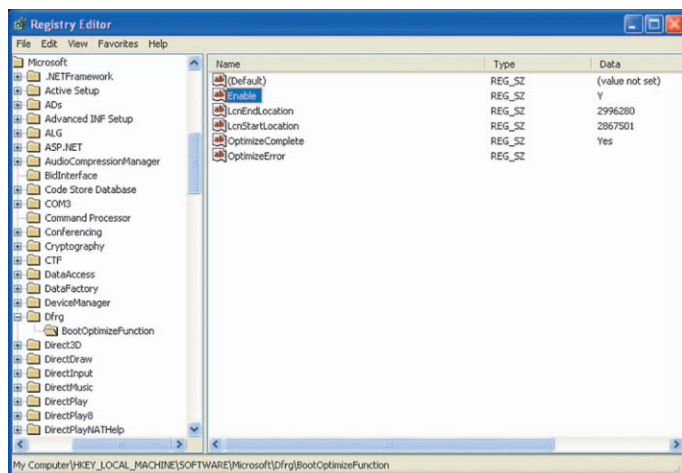 Registry Editor
File Edit View Favorites Help
Microsoft
.NETFramework
Active Setup
ADs
Advanced INF Setup
ALG
ASP.NET
AudioCompressionManager
BidInterface
Code Store Database
COM3
Command Processor
Conferencing
Cryptography
CTF
DataAccess
DataFactory
DeviceManager
Dfrg
BootOptimizeFunction
Direct3D
DirectDraw
DirectInput
DirectMusic
DirectPlay
DirectPlay8
DirectPlayNATHelp
Name Type Data
(Default) REG_SZ (value not set)
Enable REG_SZ Y
LcnEndLocation REG_SZ 2996280
LcnStartLocation REG_SZ 2867501
OptimizeComplete REG_SZ Yes
OptimizeError REG_SZ
My Computer\HKEY_LOCAL_MACHINE\SOFTWARE\Microsoft\Dfrg\BootOptimizeFunction